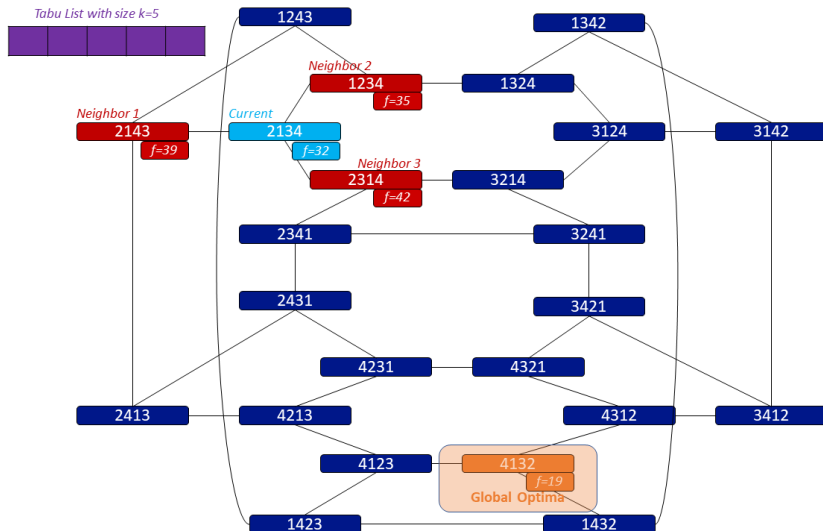 Tabu List with size k=5
1243
1342
Neighbor 2
1234
f=35
1324
Neighbor 1
2143
f=39
Current
2134
f=32
3124
3142
Neighbor 3
2314
f=42
3214
2341
3241
2431
3421
4231
4321
2413
4213
4312
3412
4123
4132
f=19
Global Optima
1423
1432